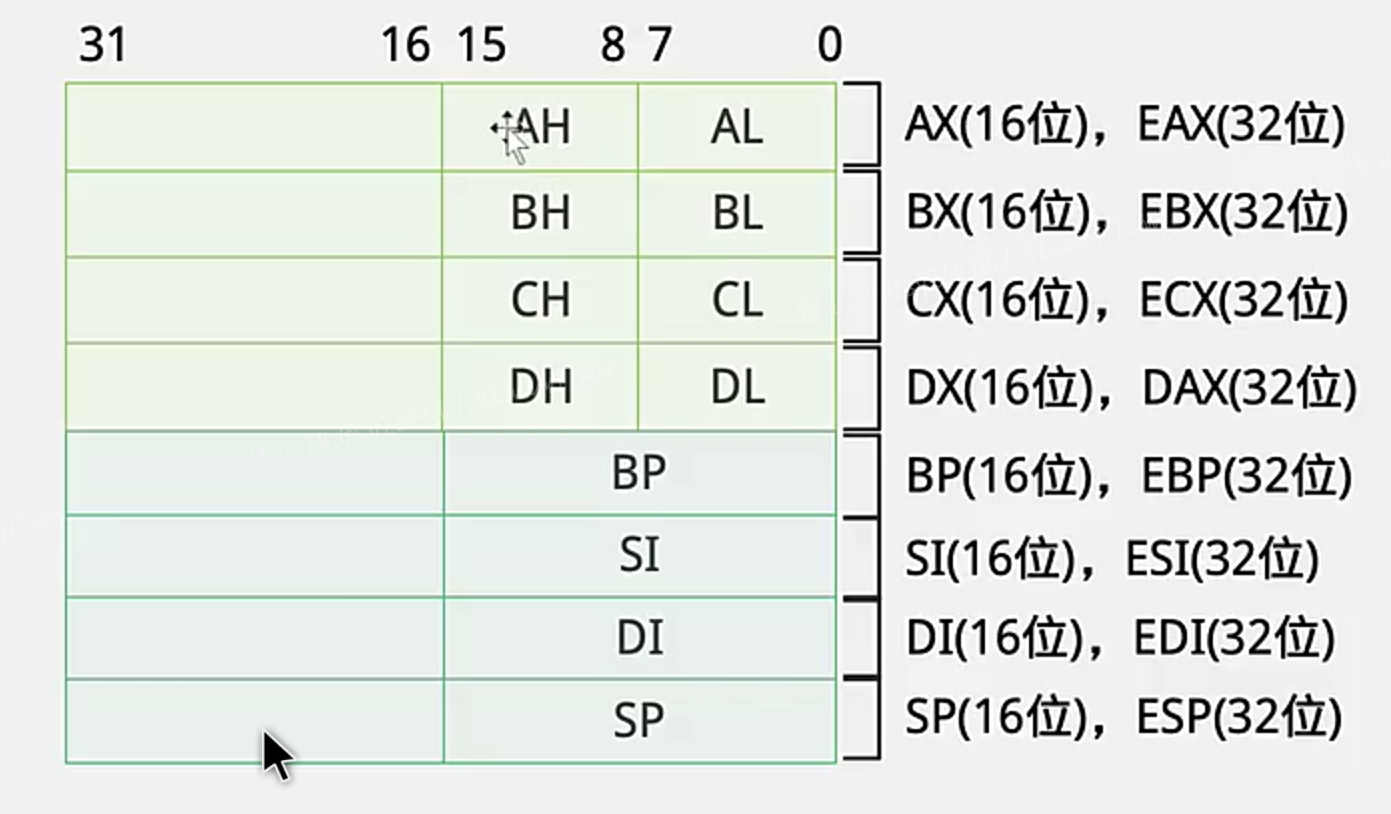 31 16 15 8 7 0
AH AL AX(16位)，EAX(32位)
BH BL BX(16位)，EBX(32位)
CH CL CX(16位)，ECX(32位)
DH DL DX(16位)，DAX(32位)
BP BP(16位)，EBP(32位)
SI SI(16位)，ESI(32位)
DI DI(16位)，EDI(32位)
SP SP(16位)，ESP(32位)